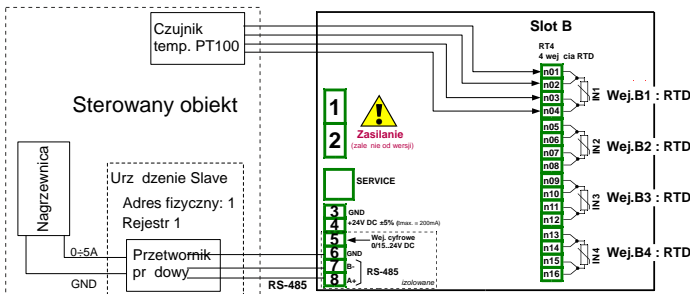 Czujnik
temp. PT100
Sterowany obiekt
Nagrzewnica
Urz dzenie Slave
Adres fizyczny: 1
Rejestr 1
Przetwornik
pr dowy
0÷5A
GND
RS-485
Slot B
RT4
4 wej cia RTD
1
2
Zasilanie
(zale nie od wersji)
SERVICE
3 GND
4 +24V DC ±5% (Imax. = 200mA)
5 Wej. cyfrowe
0/15..24V DC
6 GND
7 B-
8 A+
RS-485
izolowane
n01
n02
n03
n04
IN1
Wej.B1 : RTD
n05
n06
n07
n08
IN2
Wej.B2 : RTD
n09
n10
n11
n12
IN3
Wej.B3 : RTD
n13
n14
n15
n16
IN4
Wej.B4 : RTD